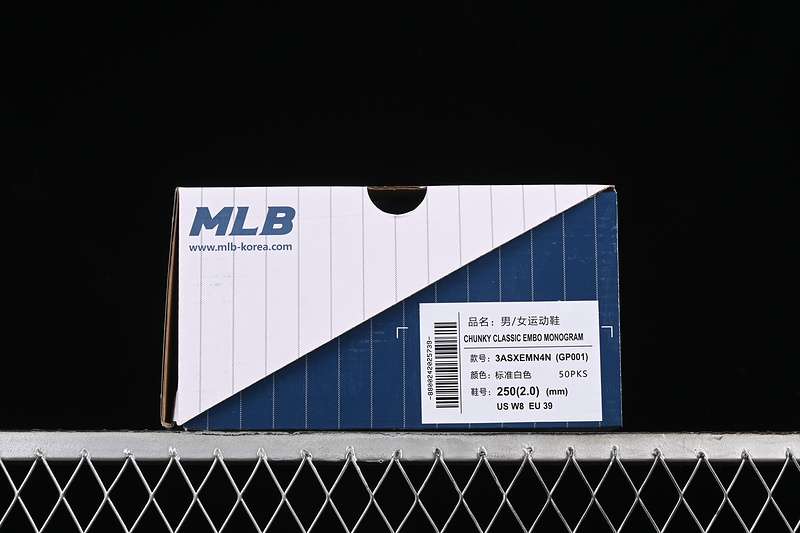 MLB
www.mlb-korea.com
品名：男/女运动鞋
CHUNKY CLASSIC EMBO MONOGRAM
款号：3ASXEMN4N (GP001)
颜色：标准白色 50PKS
鞋号：250(2.0) (mm)
US W8 EU 39
-8800242025739-